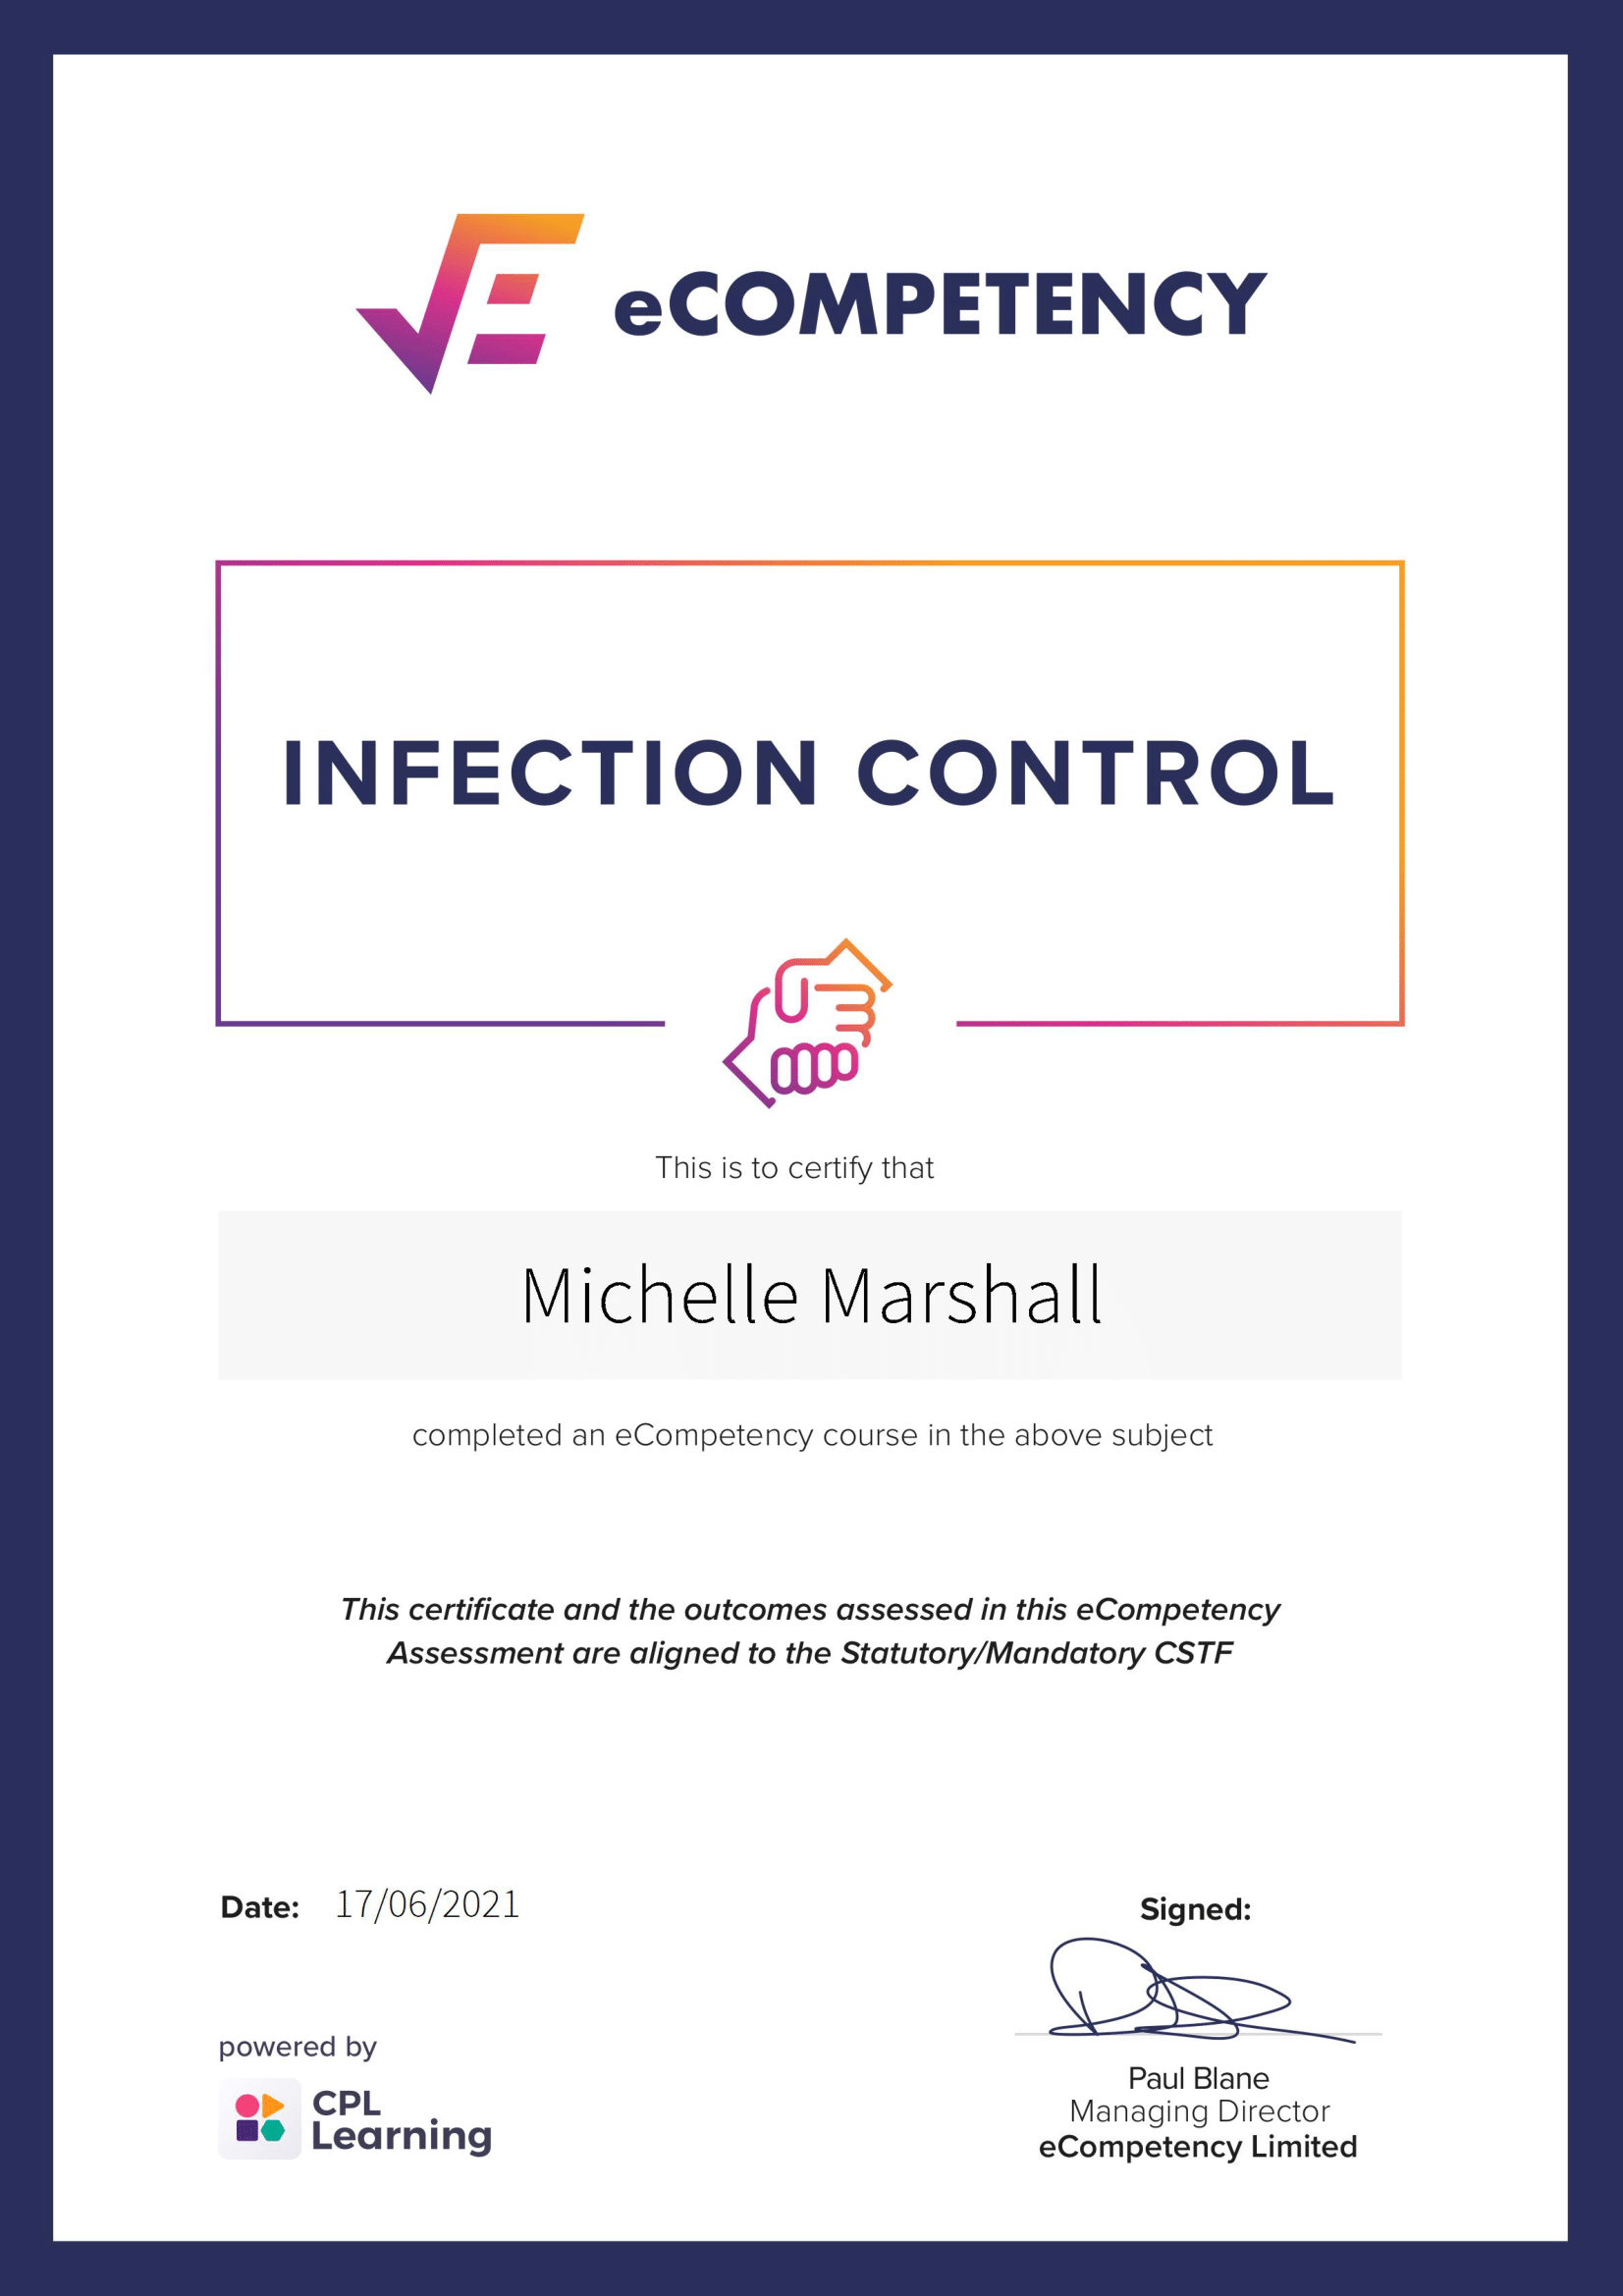 eCOMPETENCY
INFECTION CONTROL
This is to certify that
Michelle Marshall
completed an eCompetency course in the above subject
This certificate and the outcomes assessed in this eCompetency
Assessment are aligned to the Statutory/Mandatory CSTF
Date: 17/06/2021
Signed:
powered by
CPL
Learning
Paul Blane
Managing Director
eCompetency Limited